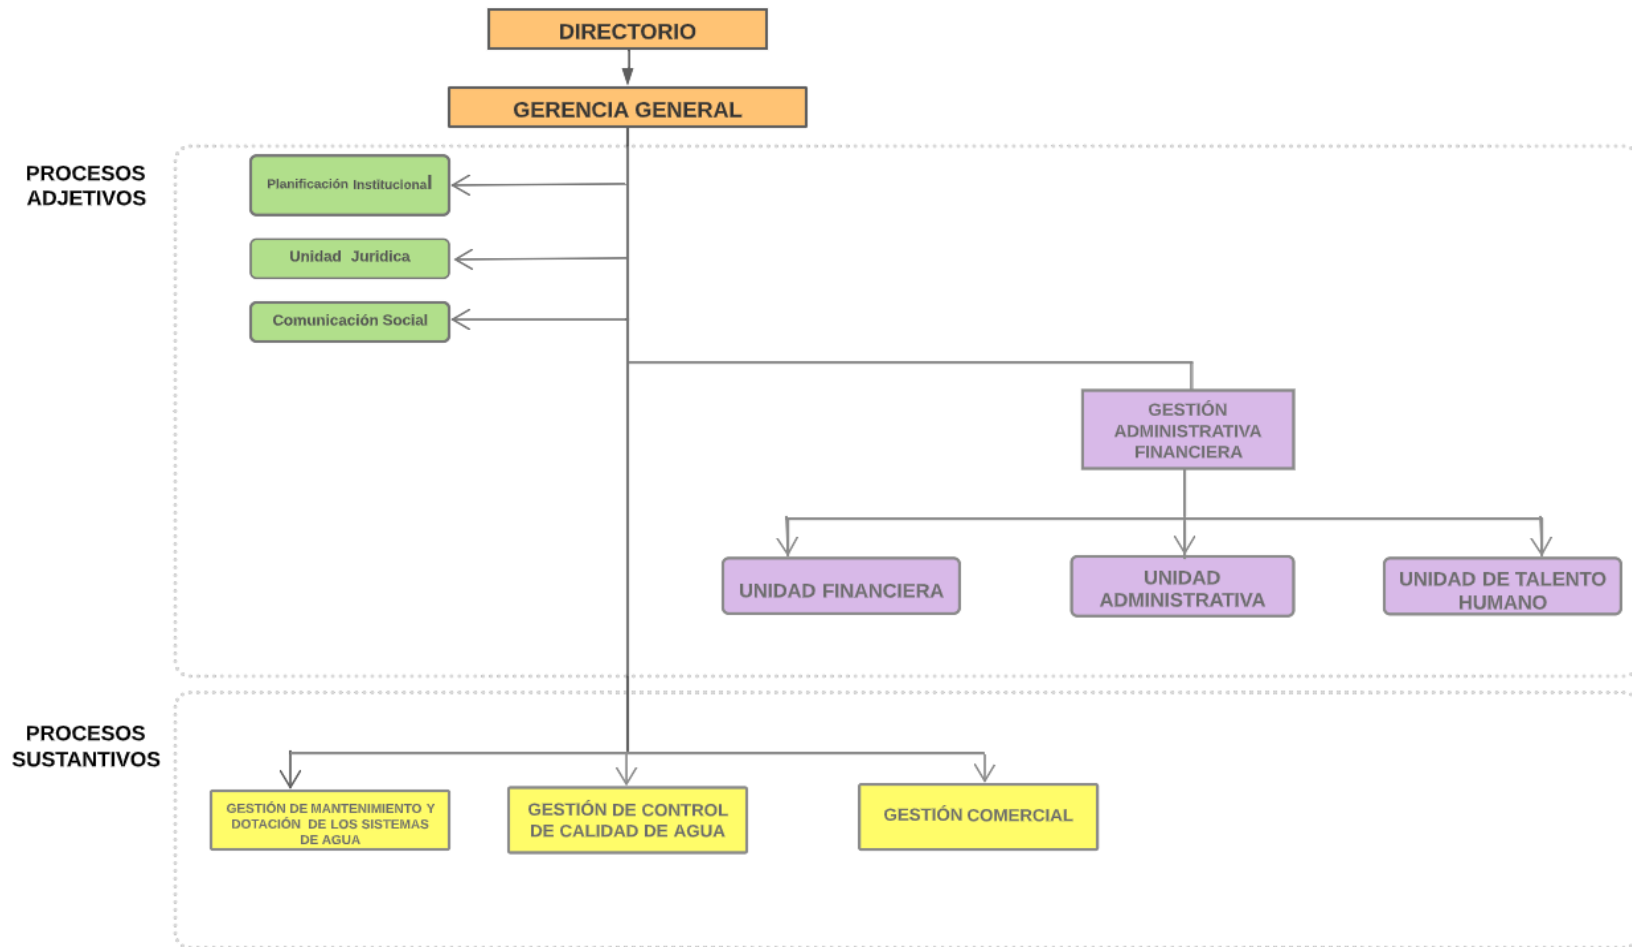 DIRECTORIO
GERENCIA GENERAL
PROCESOS
ADJETIVOS
Planificación Institucional
Unidad Juridica
Comunicación Social
GESTIÓN
ADMINISTRATIVA
FINANCIERA
UNIDAD FINANCIERA
UNIDAD
ADMINISTRATIVA
UNIDAD DE TALENTO
HUMANO
PROCESOS
SUSTANTIVOS
GESTIÓN DE MANTENIMIENTO Y
DOTACIÓN DE LOS SISTEMAS
DE AGUA
GESTIÓN DE CONTROL
DE CALIDAD DE AGUA
GESTIÓN COMERCIAL